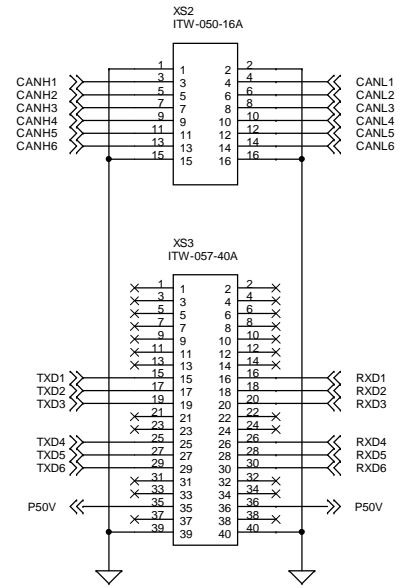 XS2
ITW-050-16A
1 1 2 2
CANH1 3 3 4 4 CANL1
CANH2 5 5 6 6 CANL2
CANH3 7 7 8 8 CANL3
CANH4 9 9 10 10 CANL4
CANH5 11 11 12 12 CANL5
CANH6 13 13 14 14 CANL6
15 15 16 16
XS3
ITW-057-40A
1 1 2 2
3 3 4 4
5 5 6 6
7 7 8 8
9 9 10 10
11 11 12 12
13 13 14 14
TXD1 15 15 16 16 RXD1
TXD2 17 17 18 18 RXD2
TXD3 19 19 20 20 RXD3
21 21 22 22
23 23 24 24
TXD4 25 25 26 26 RXD4
TXD5 27 27 28 28 RXD5
TXD6 29 29 30 30 RXD6
31 31 32 32
33 33 34 34
P50V 35 35 36 36 P50V
37 37 38 38
39 39 40 40